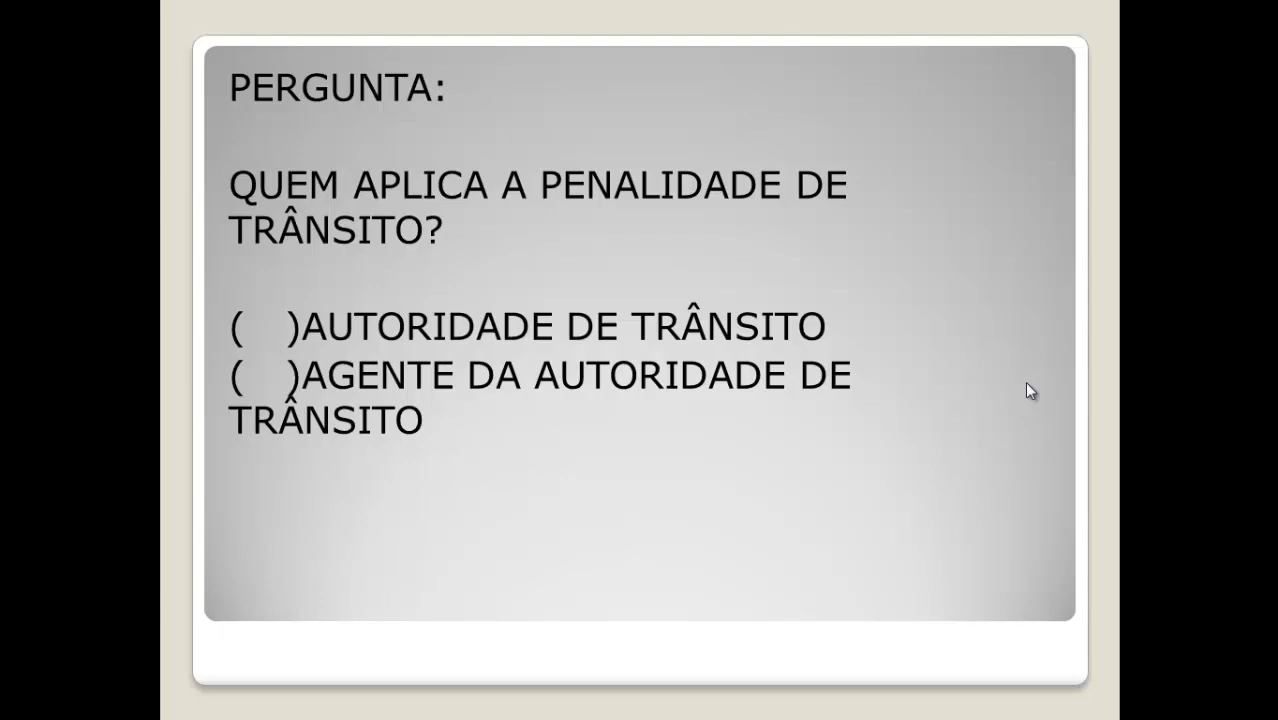 PERGUNTA:
QUEM APLICA A PENALIDADE DE
TRÂNSITO?
(   )AUTORIDADE DE TRÂNSITO
(   )AGENTE DA AUTORIDADE DE
TRÂNSITO